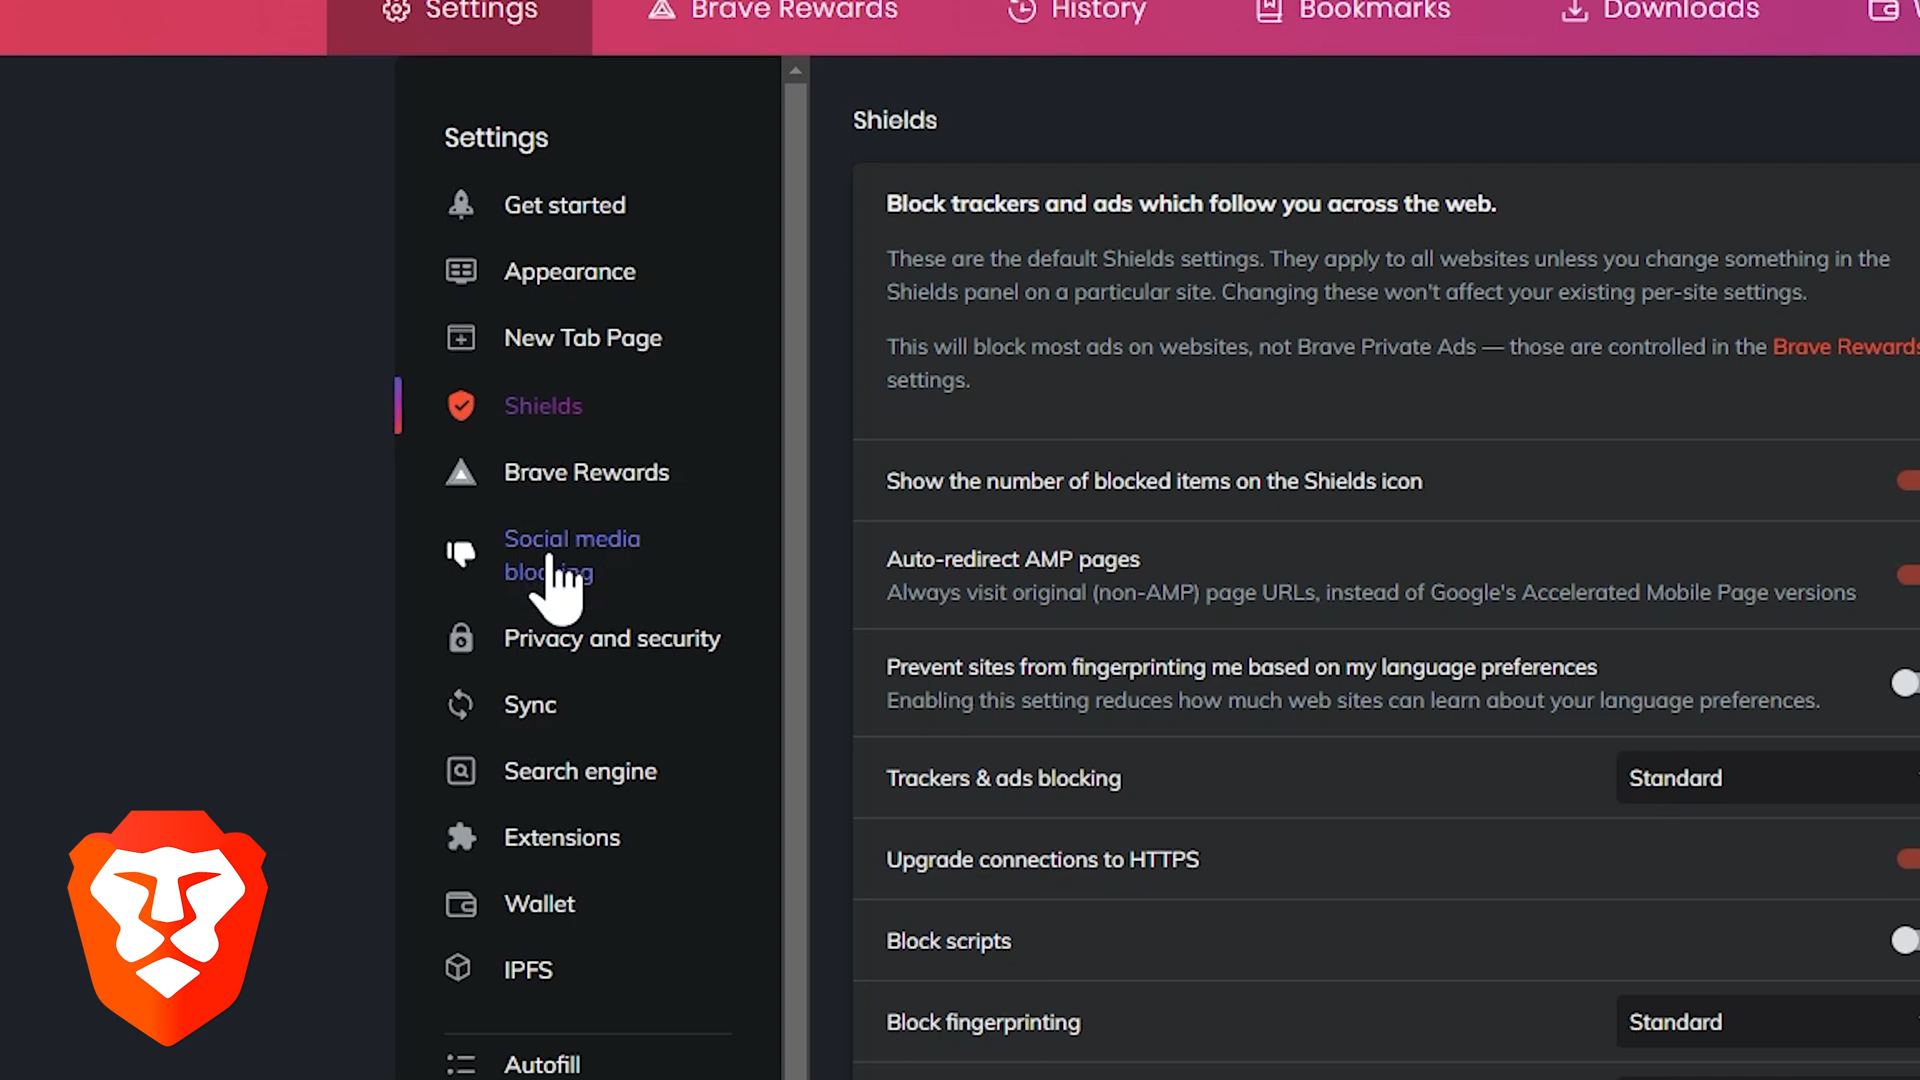 Settings
Brave Rewards
History
Bookmarks
Downloads
Settings
Get started
Appearance
New Tab Page
Shields
Brave Rewards
Social media
blocking
Privacy and security
Sync
Search engine
Extensions
Wallet
IPFS
Autofill
Shields
Block trackers and ads which follow you across the web.
These are the default Shields settings. They apply to all websites unless you change something in the
Shields panel on a particular site. Changing these won't affect your existing per-site settings.
This will block most ads on websites, not Brave Private Ads — those are controlled in the Brave Rewards
settings.
Show the number of blocked items on the Shields icon
Auto-redirect AMP pages
Always visit original (non-AMP) page URLs, instead of Google's Accelerated Mobile Page versions
Prevent sites from fingerprinting me based on my language preferences
Enabling this setting reduces how much web sites can learn about your language preferences.
Trackers & ads blocking
Standard
Upgrade connections to HTTPS
Block scripts
Block fingerprinting
Standard